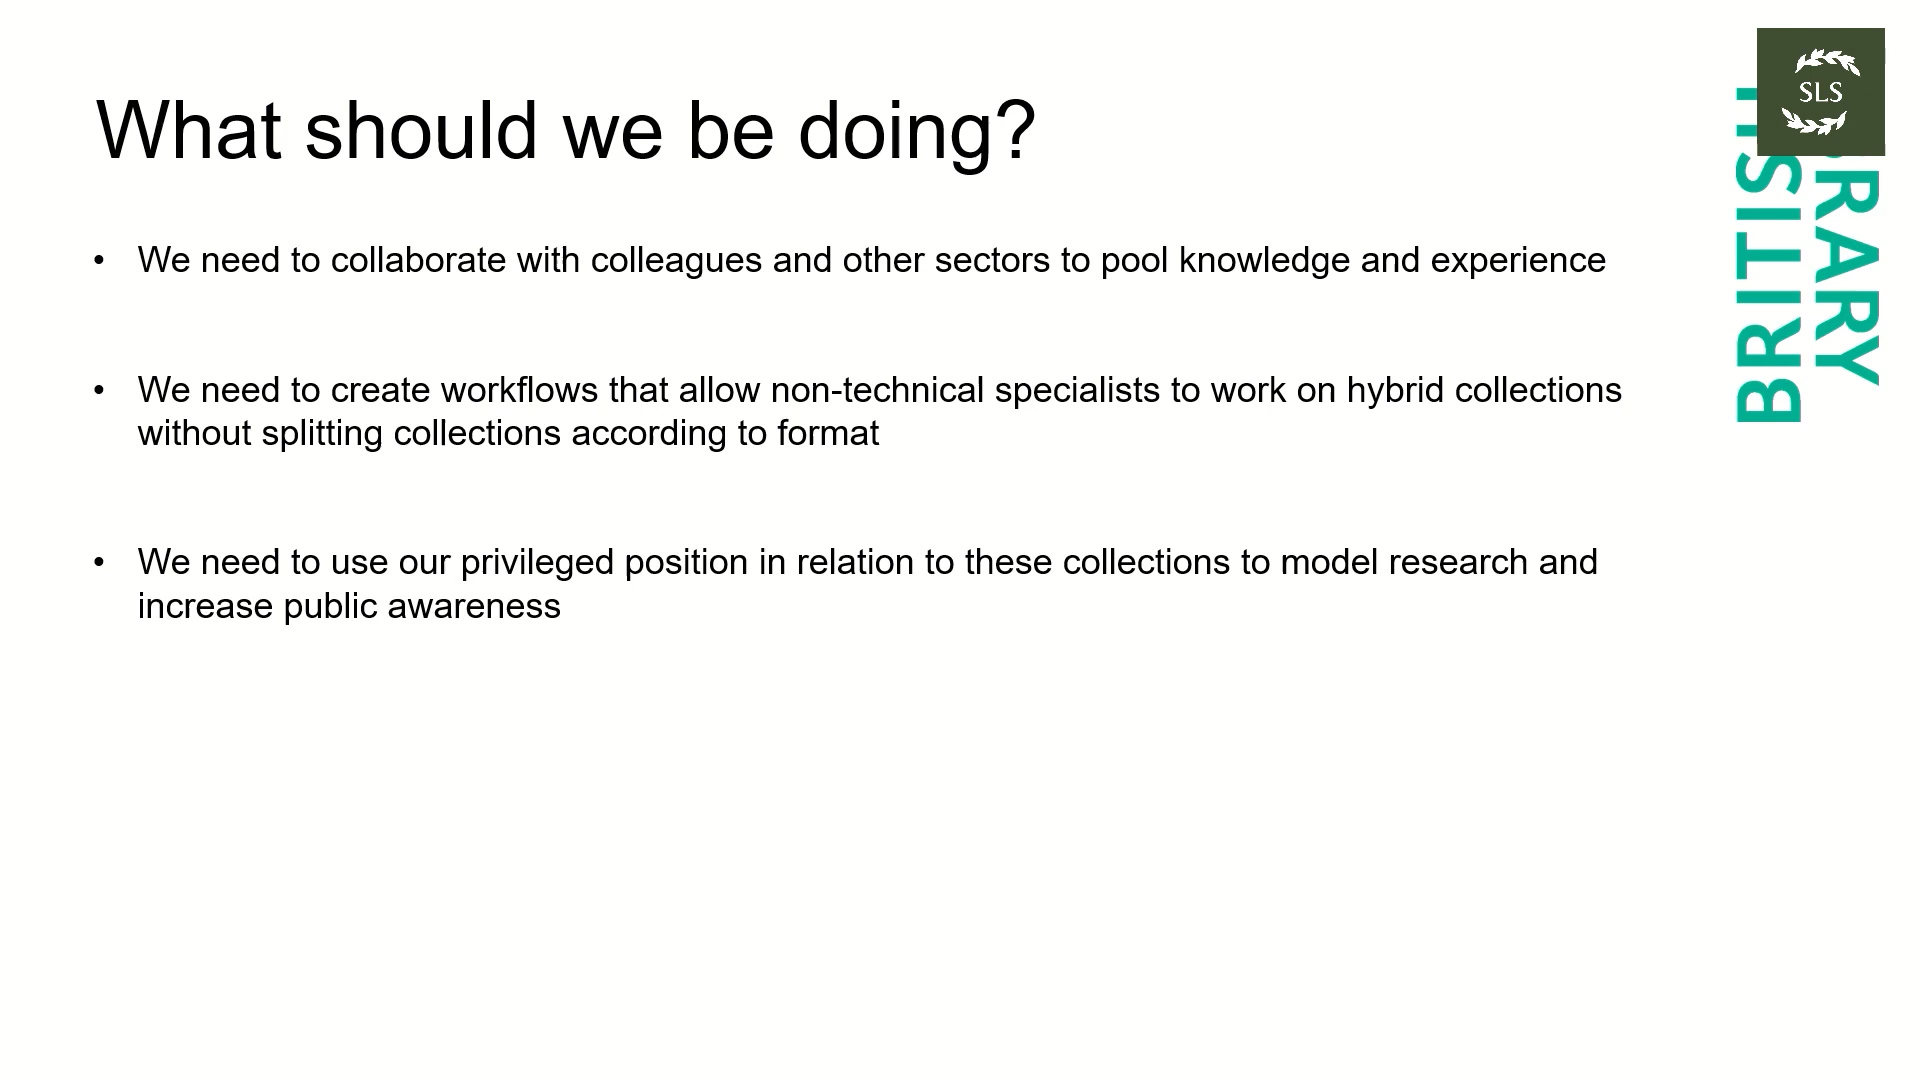 What should we be doing?
• We need to collaborate with colleagues and other sectors to pool knowledge and experience
• We need to create workflows that allow non-technical specialists to work on hybrid collections
without splitting collections according to format
• We need to use our privileged position in relation to these collections to model research and
increase public awareness
SLS
BRITISH